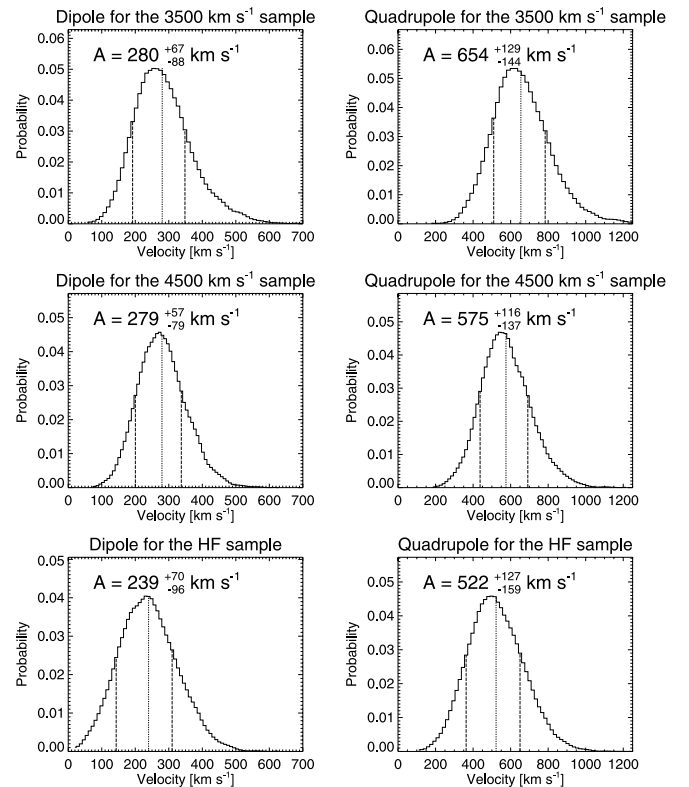 Dipole for the 3500 km s⁻¹ sample
A = 280 +67 -88 km s⁻¹
Probability
0.05
0.04
0.03
0.02
0.01
0.00
0 100 200 300 400 500 600 700
Velocity [km s⁻¹]
Quadrupole for the 3500 km s⁻¹ sample
A = 654 +129 -144 km s⁻¹
Probability
0.06
0.05
0.04
0.03
0.02
0.01
0.00
0 200 400 600 800 1000 1200
Velocity [km s⁻¹]
Dipole for the 4500 km s⁻¹ sample
A = 279 +57 -79 km s⁻¹
Probability
0.05
0.04
0.03
0.02
0.01
0.00
0 100 200 300 400 500 600 700
Velocity [km s⁻¹]
Quadrupole for the 4500 km s⁻¹ sample
A = 575 +116 -137 km s⁻¹
Probability
0.05
0.04
0.03
0.02
0.01
0.00
0 200 400 600 800 1000 1200
Velocity [km s⁻¹]
Dipole for the HF sample
A = 239 +70 -96 km s⁻¹
Probability
0.05
0.04
0.03
0.02
0.01
0.00
0 100 200 300 400 500 600 700
Velocity [km s⁻¹]
Quadrupole for the HF sample
A = 522 +127 -159 km s⁻¹
Probability
0.05
0.04
0.03
0.02
0.01
0.00
0 200 400 600 800 1000 1200
Velocity [km s⁻¹]